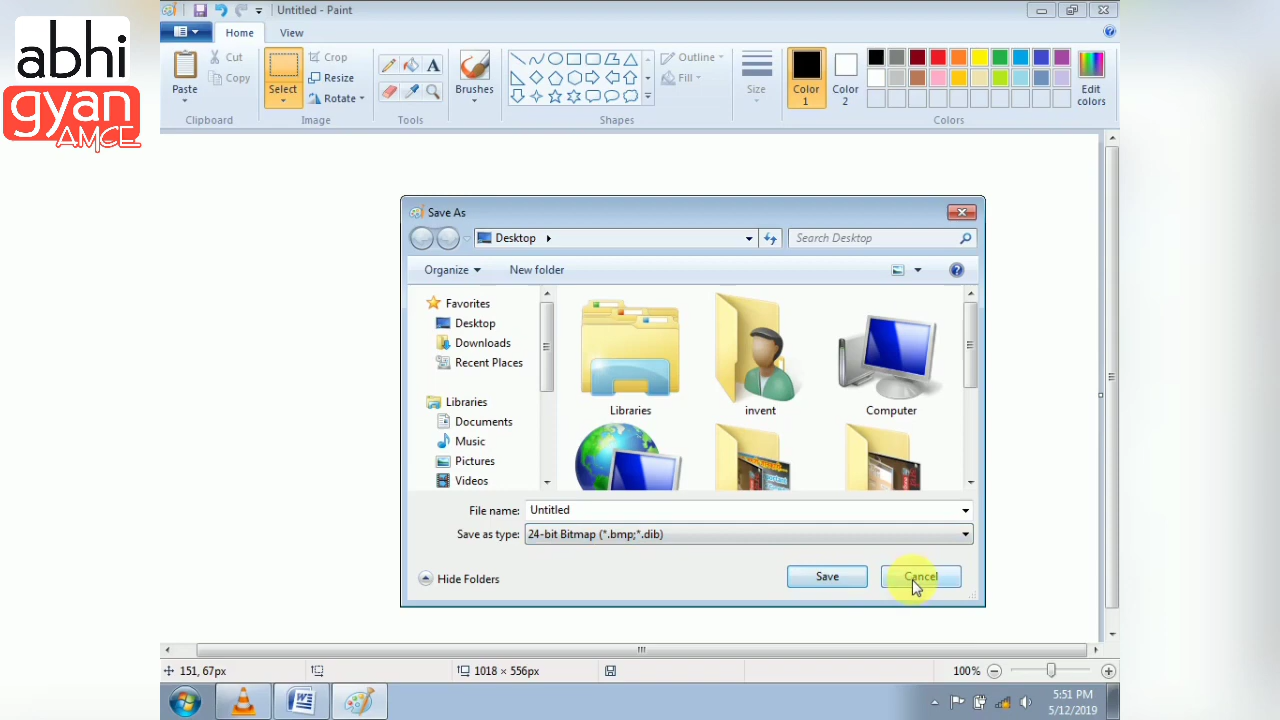 abhi
gyan
AMCE
Untitled - Paint
Home
View
Paste
Cut
Copy
Clipboard
Select
Crop
Resize
Rotate
Image
A
Tools
Brushes
Shapes
Outline
Fill
Size
Color 1
Color 2
Edit colors
Colors
Save As
Desktop
Search Desktop
Organize
New folder
Favorites
Desktop
Downloads
Recent Places
Libraries
Documents
Music
Pictures
Videos
Libraries
invent
Computer
File name: Untitled
Save as type: 24-bit Bitmap (*.bmp;*.dib)
Hide Folders
Save
Cancel
151, 67px
1018 × 556px
100%
5:51 PM
5/12/2019